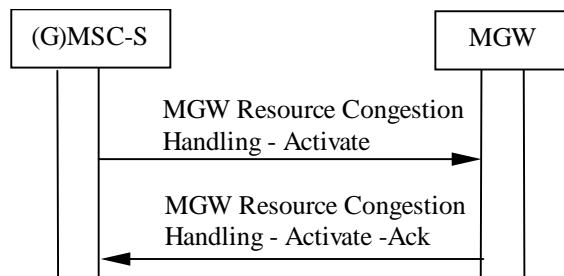 (G)MSC-S
MGW
MGW Resource Congestion
Handling - Activate
MGW Resource Congestion
Handling - Activate -Ack